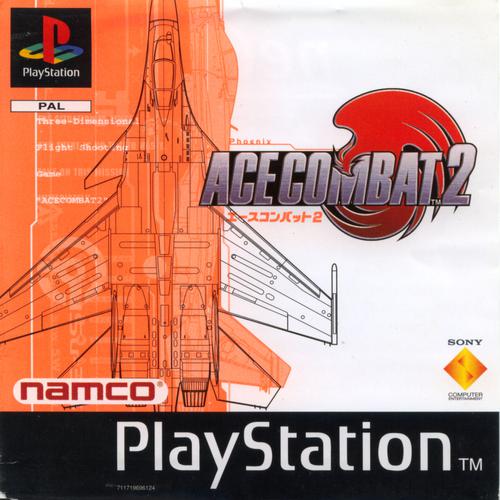 PlayStation
PAL
Three-Dimensional
Flight Shooting
Game
"ACECOMBAT2"
Phoenix
ACE COMBAT 2
TM
エースコンバット2
namco®
SONY
COMPUTER
ENTERTAINMENT
PlayStation TM
711719696124